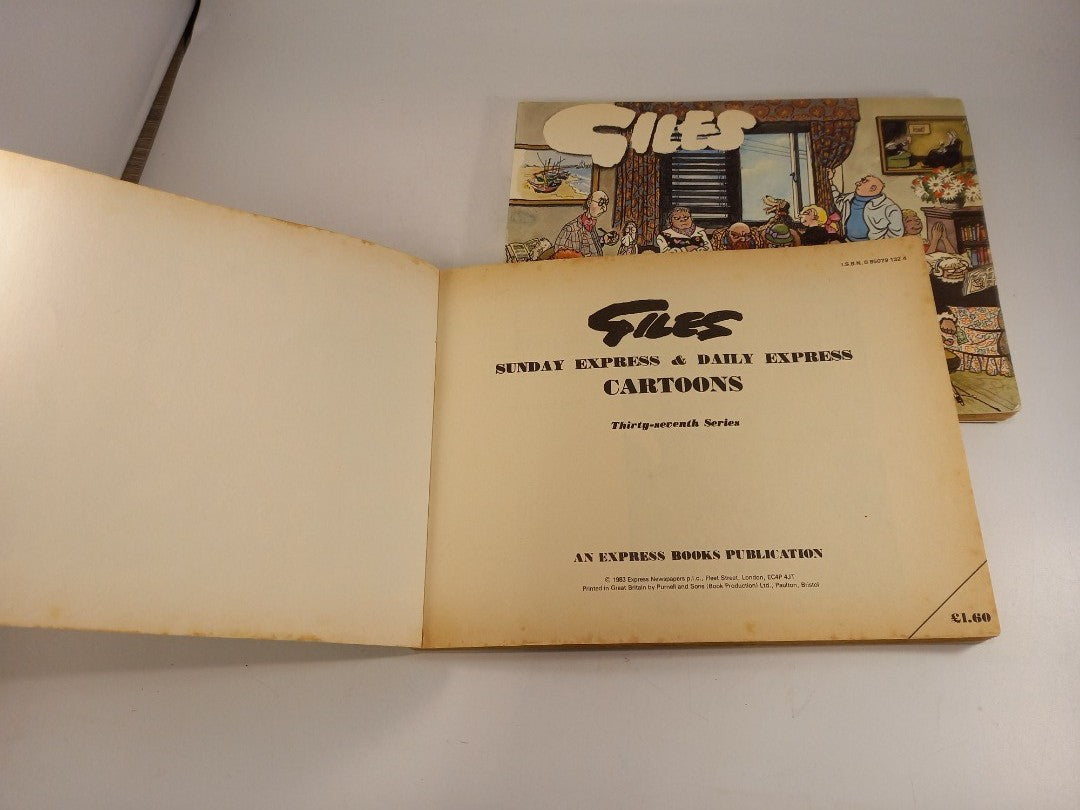 GILES
I.S.B.N. 0 85079 132 4
GILES
SUNDAY EXPRESS & DAILY EXPRESS
CARTOONS
Thirty-seventh Series
AN EXPRESS BOOKS PUBLICATION
© 1983 Express Newspapers p.l.c., Fleet Street, London, EC4P 4JT
Printed in Great Britain by Purnell and Sons (Book Production) Ltd., Paulton, Bristol
£1.60